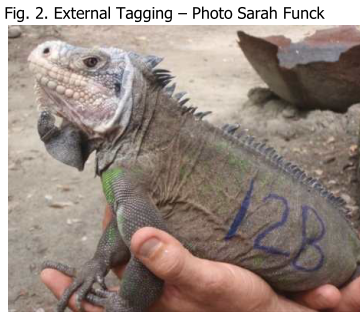 Fig. 2. External Tagging – Photo Sarah Funck
128